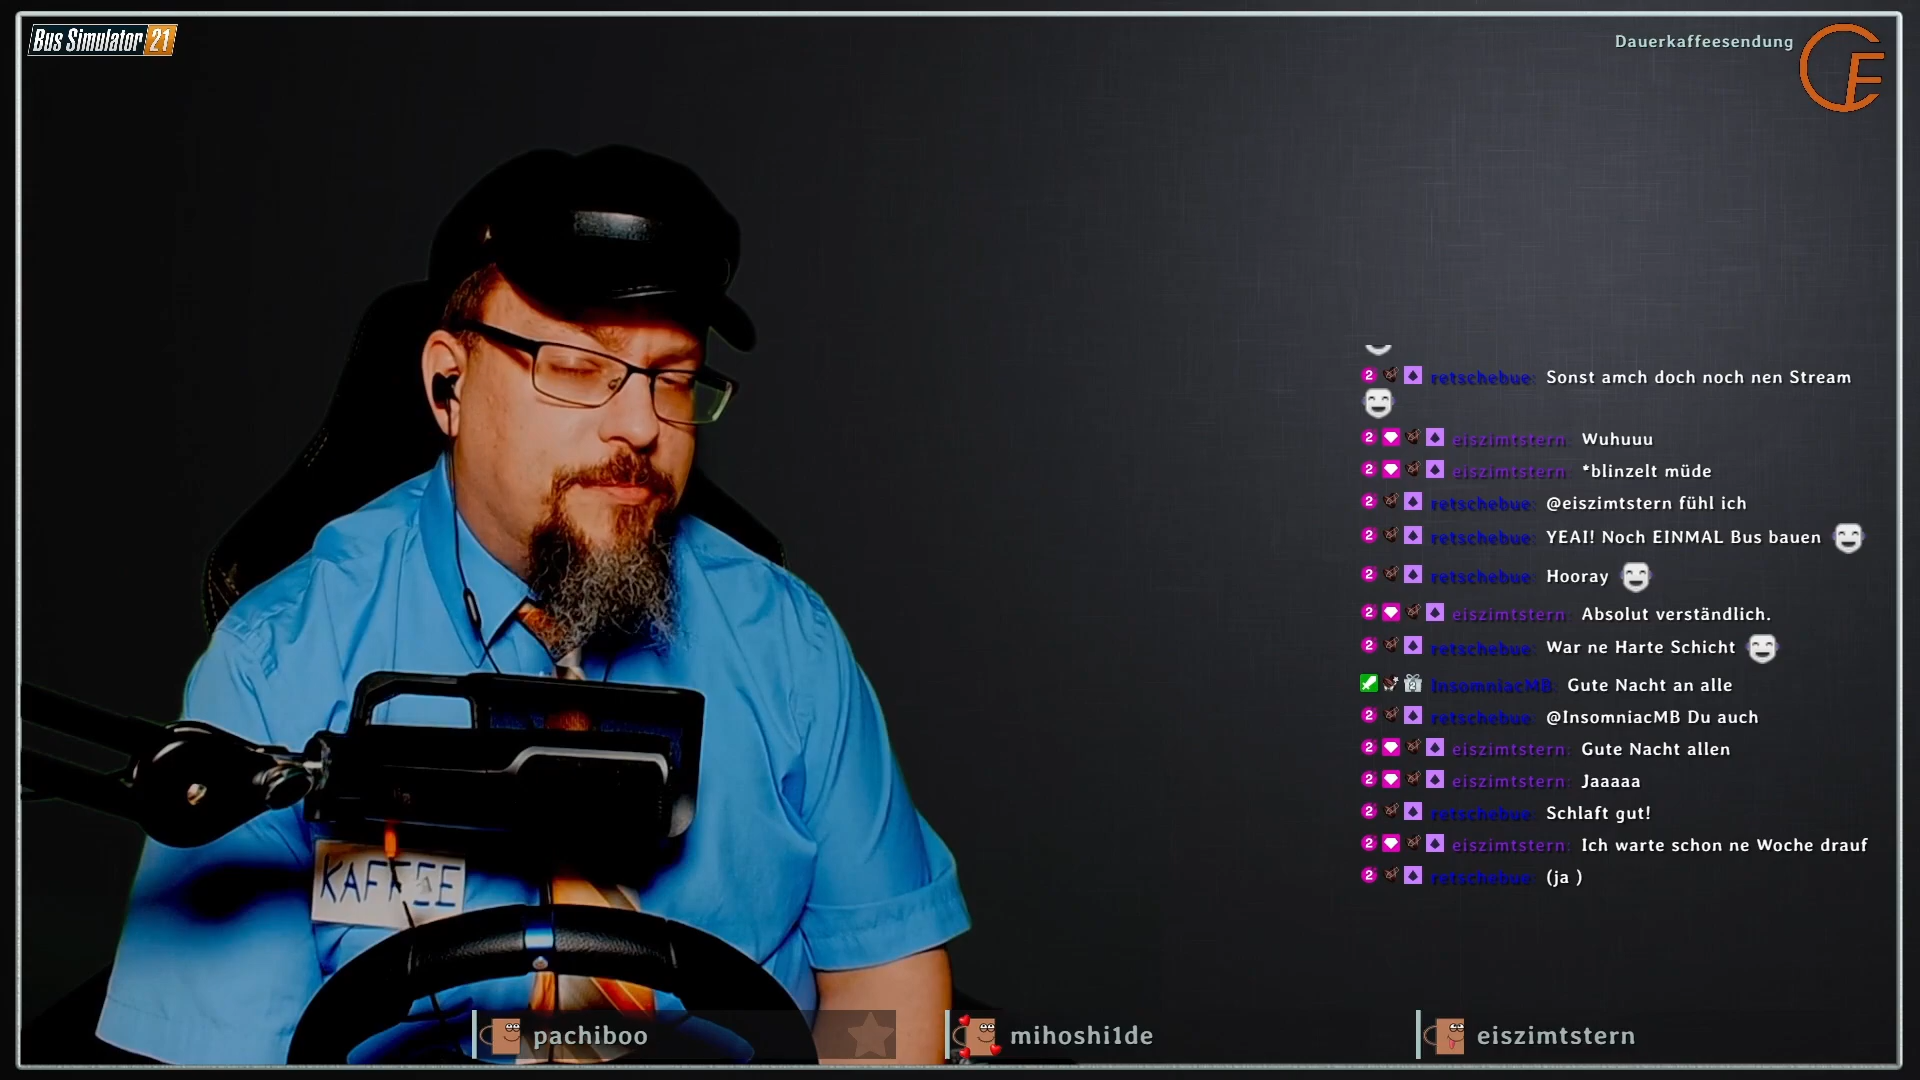 Bus Simulator 21
Dauerkaffeesendung
retschebue: Sonst amch doch noch nen Stream
eiszimtstern: Wuhuuu
eiszimtstern: *blinzelt müde
retschebue: @eiszimtstern fühl ich
retschebue: YEAI! Noch EINMAL Bus bauen
retschebue: Hooray
eiszimtstern: Absolut verständlich.
retschebue: War ne Harte Schicht
InsomniacMB: Gute Nacht an alle
retschebue: @InsomniacMB Du auch
eiszimtstern: Gute Nacht allen
eiszimtstern: Jaaaaa
retschebue: Schlaft gut!
eiszimtstern: Ich warte schon ne Woche drauf
retschebue: (ja )
KAFFEE
pachiboo
mihoshi1de
eiszimtstern